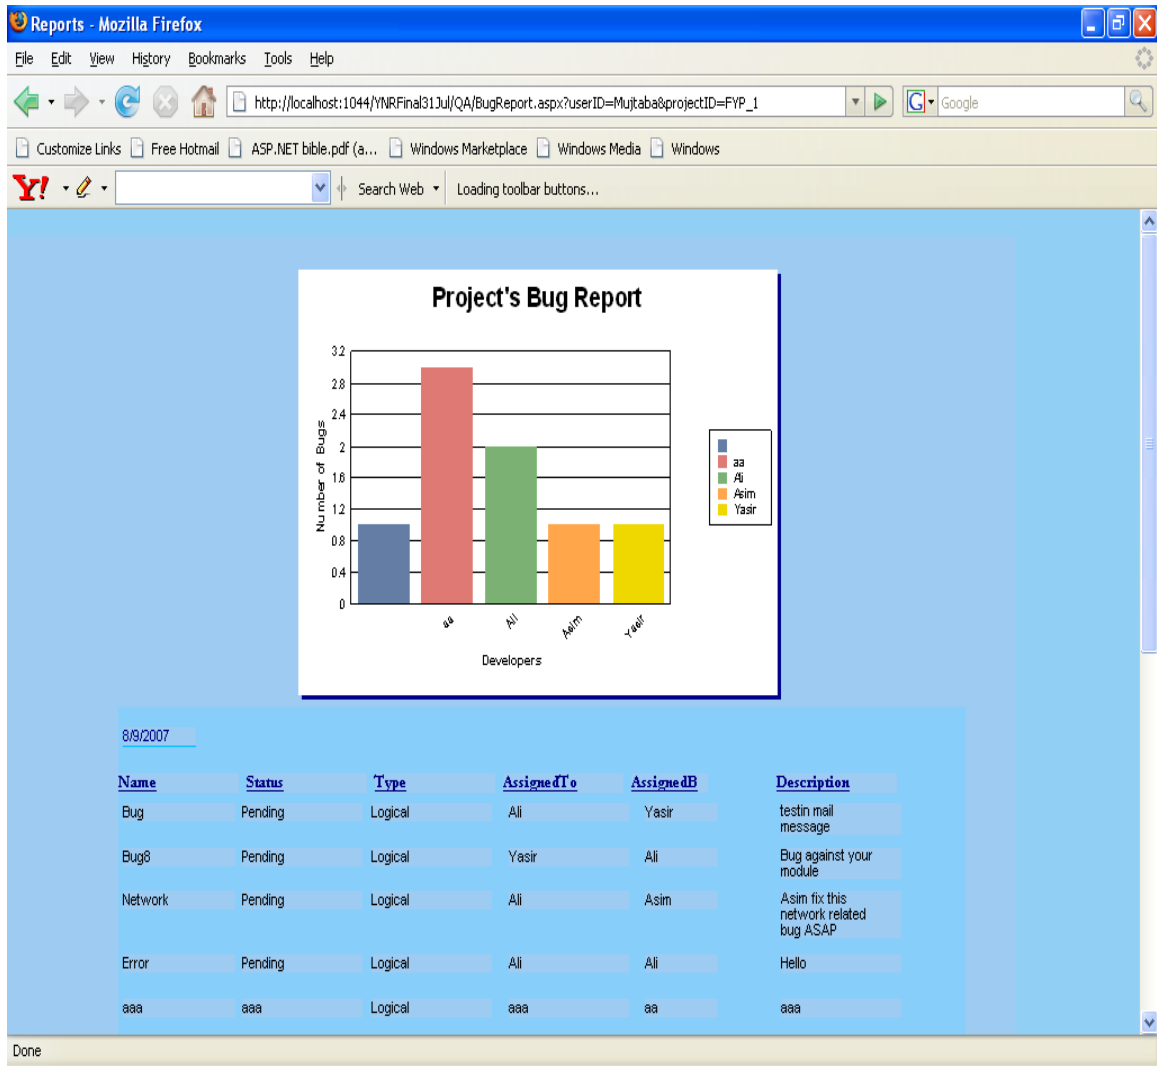 Reports - Mozilla Firefox
File Edit View History Bookmarks Tools Help
http://localhost:1044/YNRFinal31Jul/QA/BugReport.aspx?userID=Mujtaba&projectID=FYP_1 G Google
Customize Links Free Hotmail ASP.NET bible.pdf (a... Windows Marketplace Windows Media Windows
Y! Search Web Loading toolbar buttons...
Project's Bug Report
3.2
2.8
2.4
2
1.6
1.2
0.8
0.4
0
Number of Bugs
aa Ali Asim Yasir
Developers
aa
Ali
Asim
Yasir
8/9/2007
Name Status Type AssignedTo AssignedB Description
Bug Pending Logical Ali Yasir testin mail
message
Bug8 Pending Logical Yasir Ali Bug against your
module
Network Pending Logical Ali Asim Asim fix this
network related
bug ASAP
Error Pending Logical Ali Ali Hello
aaa aaa Logical aaa aa aaa
Done